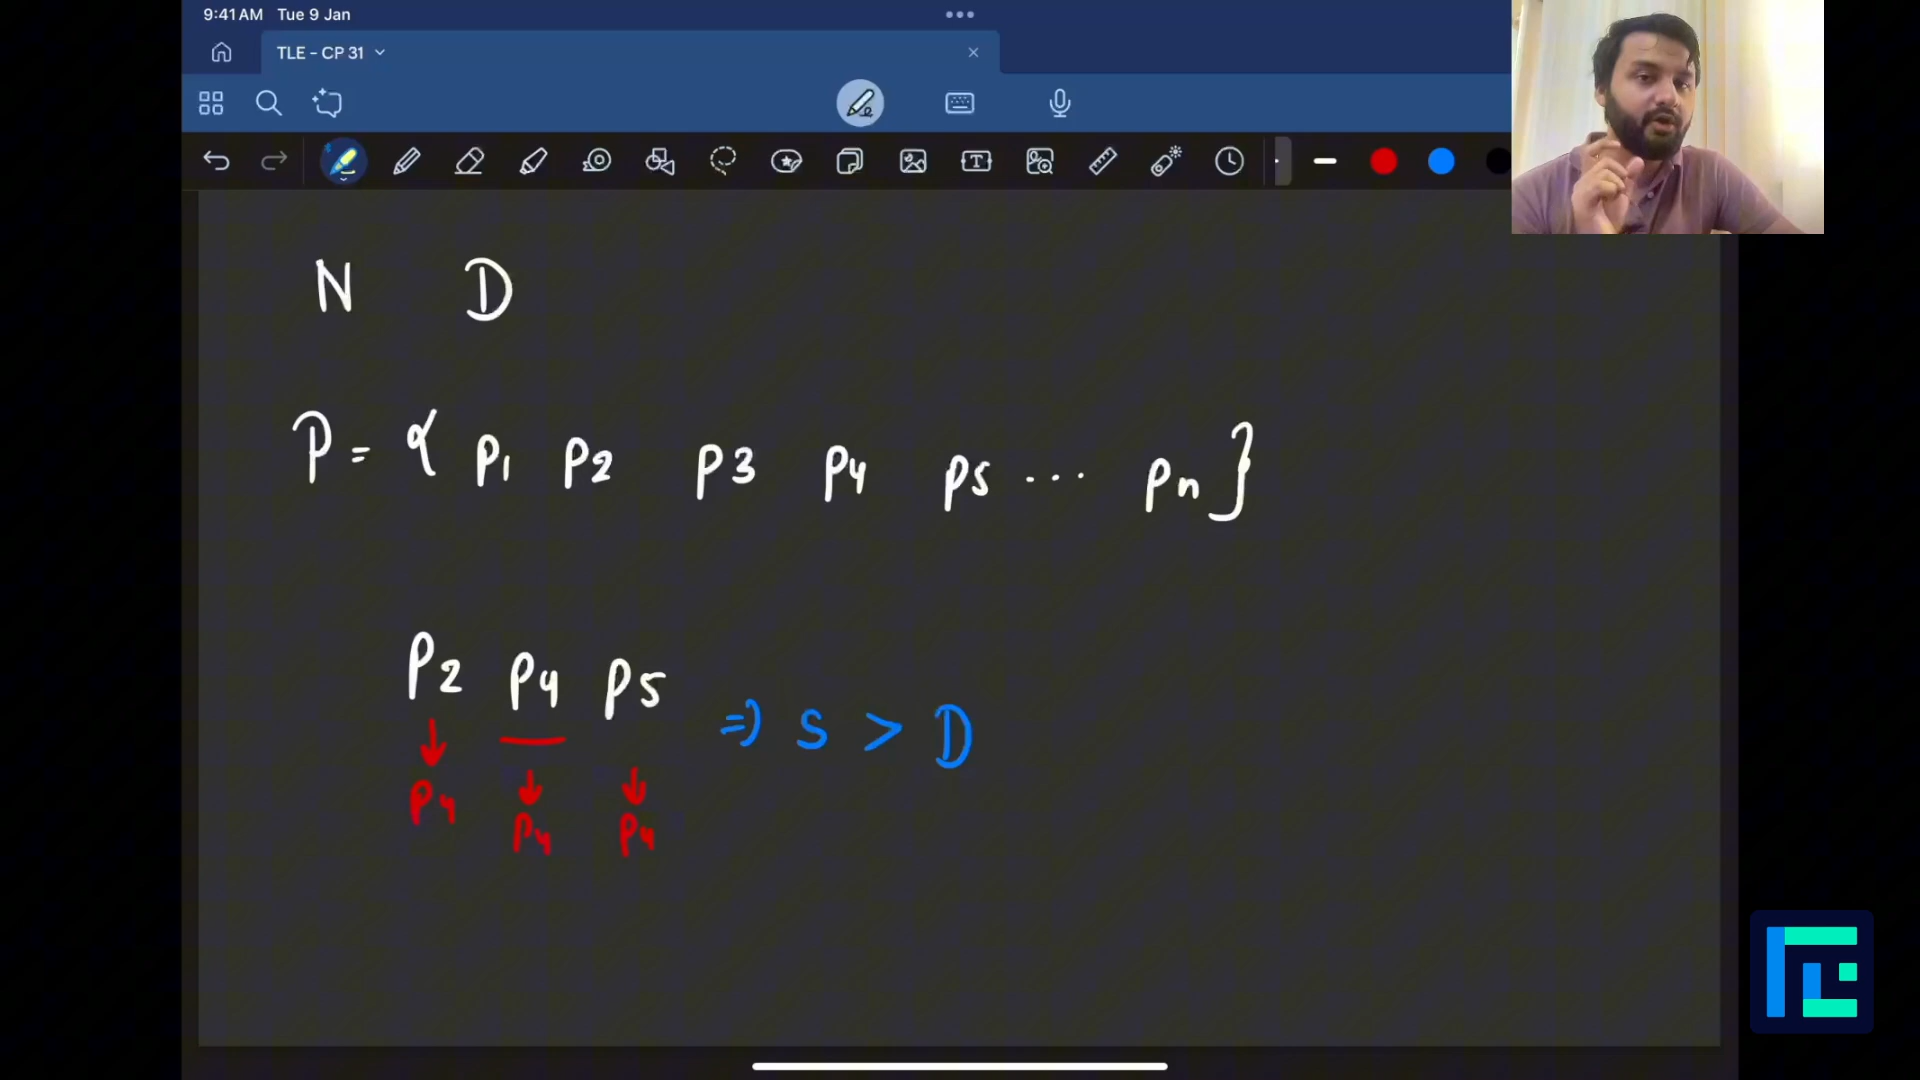 9:41 AM Tue 9 Jan
TLE - CP 31
N D
P = { p1 p2 p3 p4 p5 ... pn }
P2 P4 P5 => S > D
P4 P4 P4